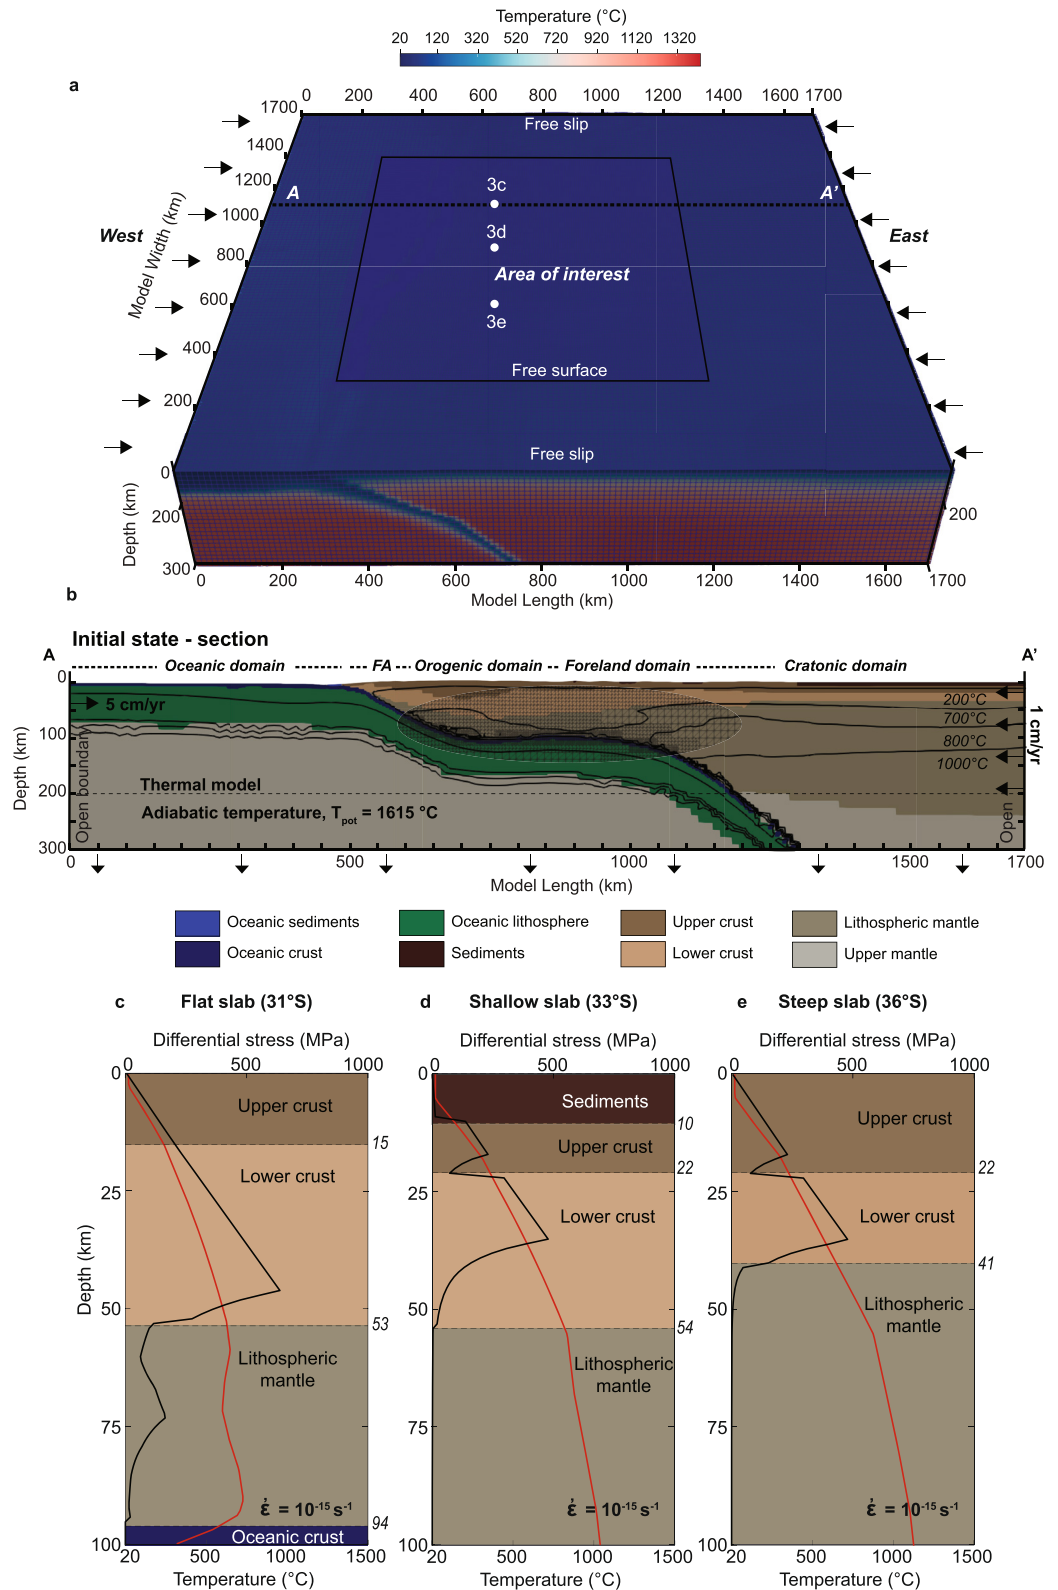 Temperature (°C)
20 120 320 520 720 920 1120 1320
a
0 200 400 600 800 1000 1200 1400 1600 1700
1700
Free slip
1400
1200
3c
A A'
1000
3d
West East
800
Model Width (km)
Area of interest
600
3e
400
Free surface
200
Free slip
0
200 200
Depth (km)
300
0 200 400 600 800 1000 1200 1400 1700
Model Length (km)
b
Initial state - section
A A'
Oceanic domain FA Orogenic domain Foreland domain Cratonic domain
0
5 cm/yr
200°C
700°C
100
800°C
1000°C
1 cm/yr
Depth (km)
Open boundary
Thermal model
200
Adiabatic temperature, Tpot = 1615 °C
Open
300
0 500 1000 1500 1700
Model Length (km)
Oceanic sediments Oceanic lithosphere Upper crust Lithospheric mantle
Oceanic crust Sediments Lower crust Upper mantle
c Flat slab (31°S)
Differential stress (MPa)
0 500 1000
0
Upper crust
15
Lower crust
25
Depth (km)
50
53
Lithospheric
mantle
75
ε̇ = 10-15 s-1
94
Oceanic crust
100
20 500 1000 1500
Temperature (°C)
d Shallow slab (33°S)
Differential stress (MPa)
0 500 1000
0
Sediments
10
Upper crust
22
25
Lower crust
50
54
Lithospheric
mantle
75
ε̇ = 10-15 s-1
100
20 500 1000 1500
Temperature (°C)
e Steep slab (36°S)
Differential stress (MPa)
0 500 1000
0
Upper crust
22
25
Lower crust
41
50
Lithospheric
mantle
75
ε̇ = 10-15 s-1
100
20 500 1000 1500
Temperature (°C)